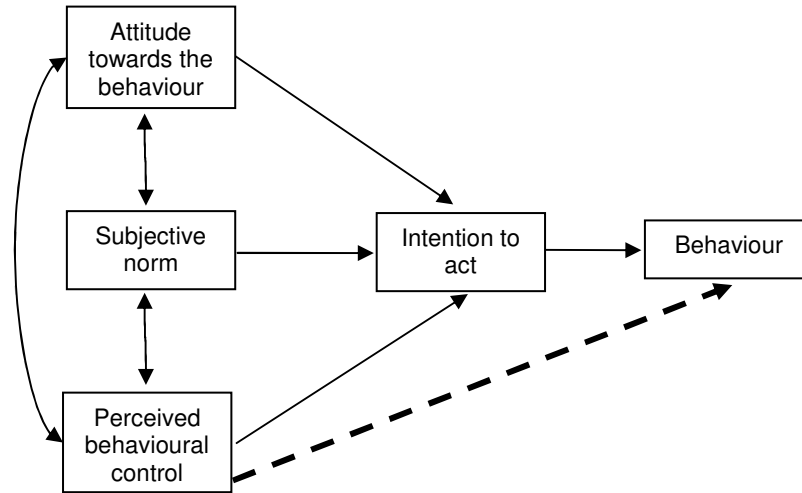 Attitude
towards the
behaviour
Subjective
norm
Intention to
act
Behaviour
Perceived
behavioural
control